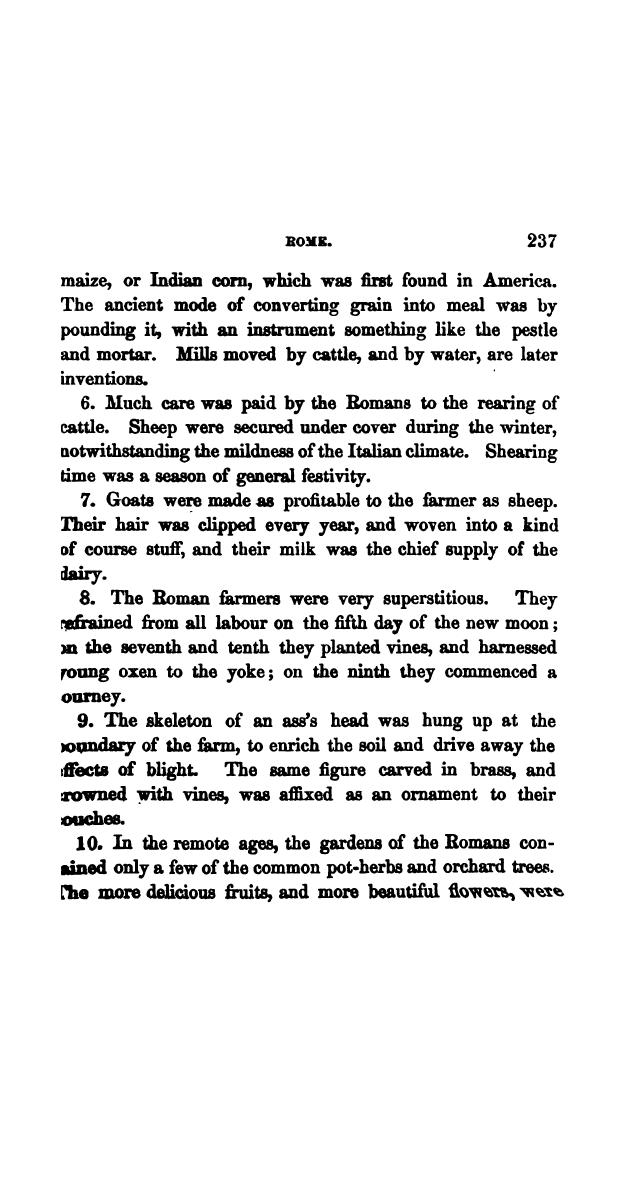 ROME. 237
maize, or Indian corn, which was first found in America.
The ancient mode of converting grain into meal was by
pounding it, with an instrument something like the pestle
and mortar. Mills moved by cattle, and by water, are later
inventions.
6. Much care was paid by the Romans to the rearing of
cattle. Sheep were secured under cover during the winter,
notwithstanding the mildness of the Italian climate. Shearing
time was a season of general festivity.
7. Goats were made as profitable to the farmer as sheep.
Their hair was clipped every year, and woven into a kind
of course stuff, and their milk was the chief supply of the
dairy.
8. The Roman farmers were very superstitious. They
refrained from all labour on the fifth day of the new moon;
on the seventh and tenth they planted vines, and harnessed
young oxen to the yoke; on the ninth they commenced a
ourney.
9. The skeleton of an ass's head was hung up at the
oundary of the farm, to enrich the soil and drive away the
ffects of blight. The same figure carved in brass, and
rowned with vines, was affixed as an ornament to their
ouches.
10. In the remote ages, the gardens of the Romans con-
ained only a few of the common pot-herbs and orchard trees.
The more delicious fruits, and more beautiful flowers, were